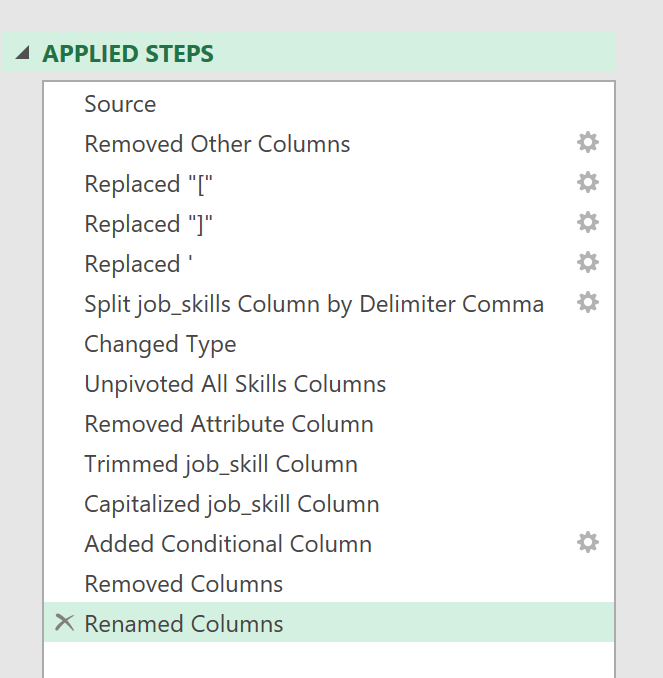 APPLIED STEPS
Source
Removed Other Columns
Replaced "["
Replaced "]"
Replaced '
Split job_skills Column by Delimiter Comma
Changed Type
Unpivoted All Skills Columns
Removed Attribute Column
Trimmed job_skill Column
Capitalized job_skill Column
Added Conditional Column
Removed Columns
Renamed Columns